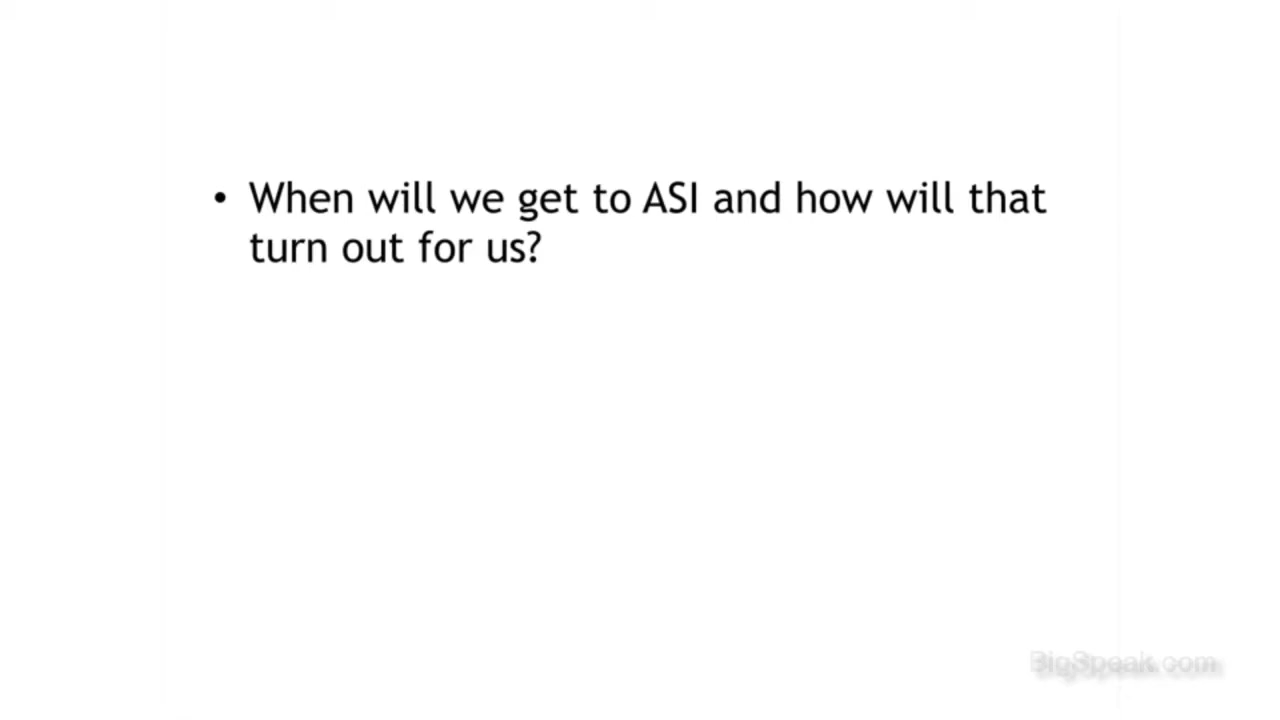 • When will we get to ASI and how will that
turn out for us?
BigSpeak.com